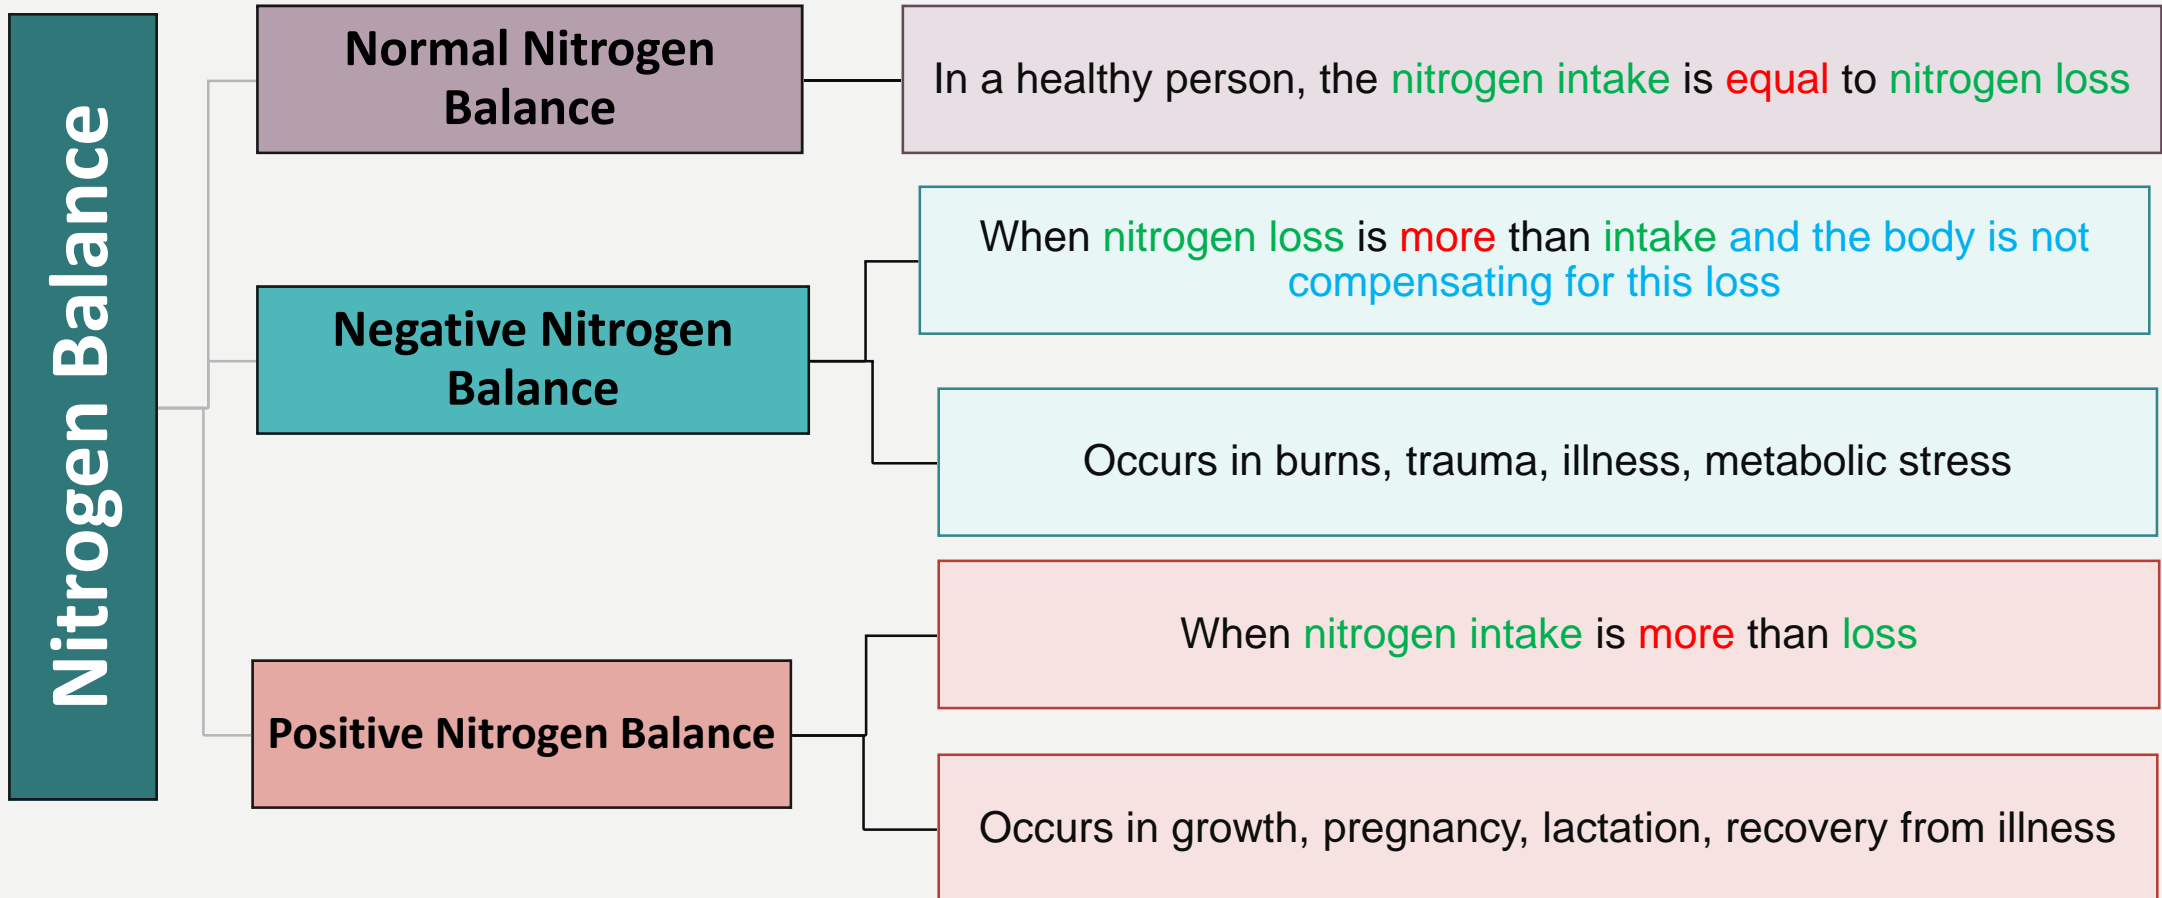 Nitrogen Balance
Normal Nitrogen
Balance
In a healthy person, the nitrogen intake is equal to nitrogen loss
Negative Nitrogen
Balance
When nitrogen loss is more than intake and the body is not
compensating for this loss
Occurs in burns, trauma, illness, metabolic stress
Positive Nitrogen Balance
When nitrogen intake is more than loss
Occurs in growth, pregnancy, lactation, recovery from illness